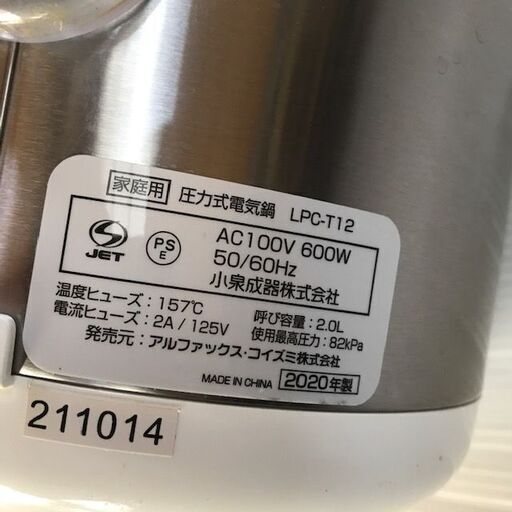 家庭用 圧力式電気鍋 LPC-T12
S JET
PS E
AC100V 600W
50/60Hz
小泉成器株式会社
温度ヒューズ：157℃
電流ヒューズ：2A / 125V
呼び容量：2.0L
使用最高圧力：82kPa
発売元：アルファックス・コイズミ株式会社
MADE IN CHINA 2020年製
211014